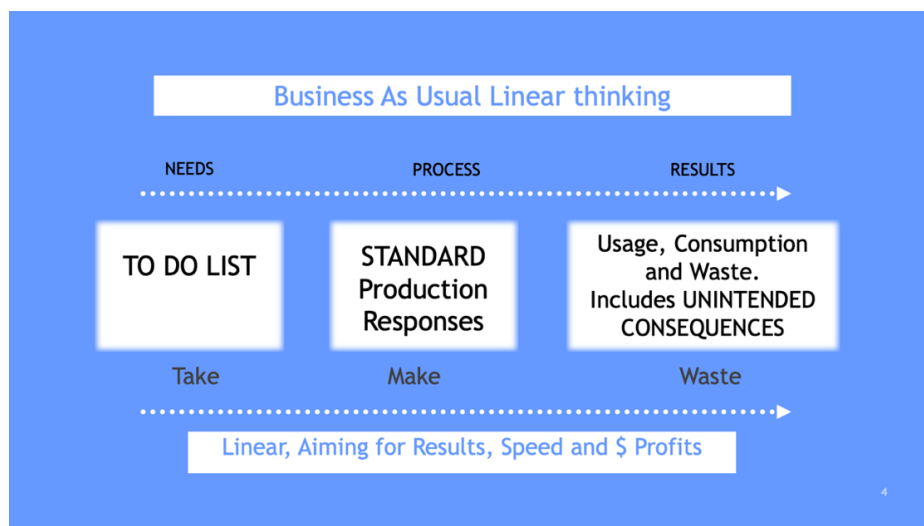 Business As Usual Linear thinking
NEEDS
PROCESS
RESULTS
TO DO LIST
STANDARD
Production
Responses
Usage, Consumption
and Waste.
Includes UNINTENDED
CONSEQUENCES
Take
Make
Waste
Linear, Aiming for Results, Speed and $ Profits
4